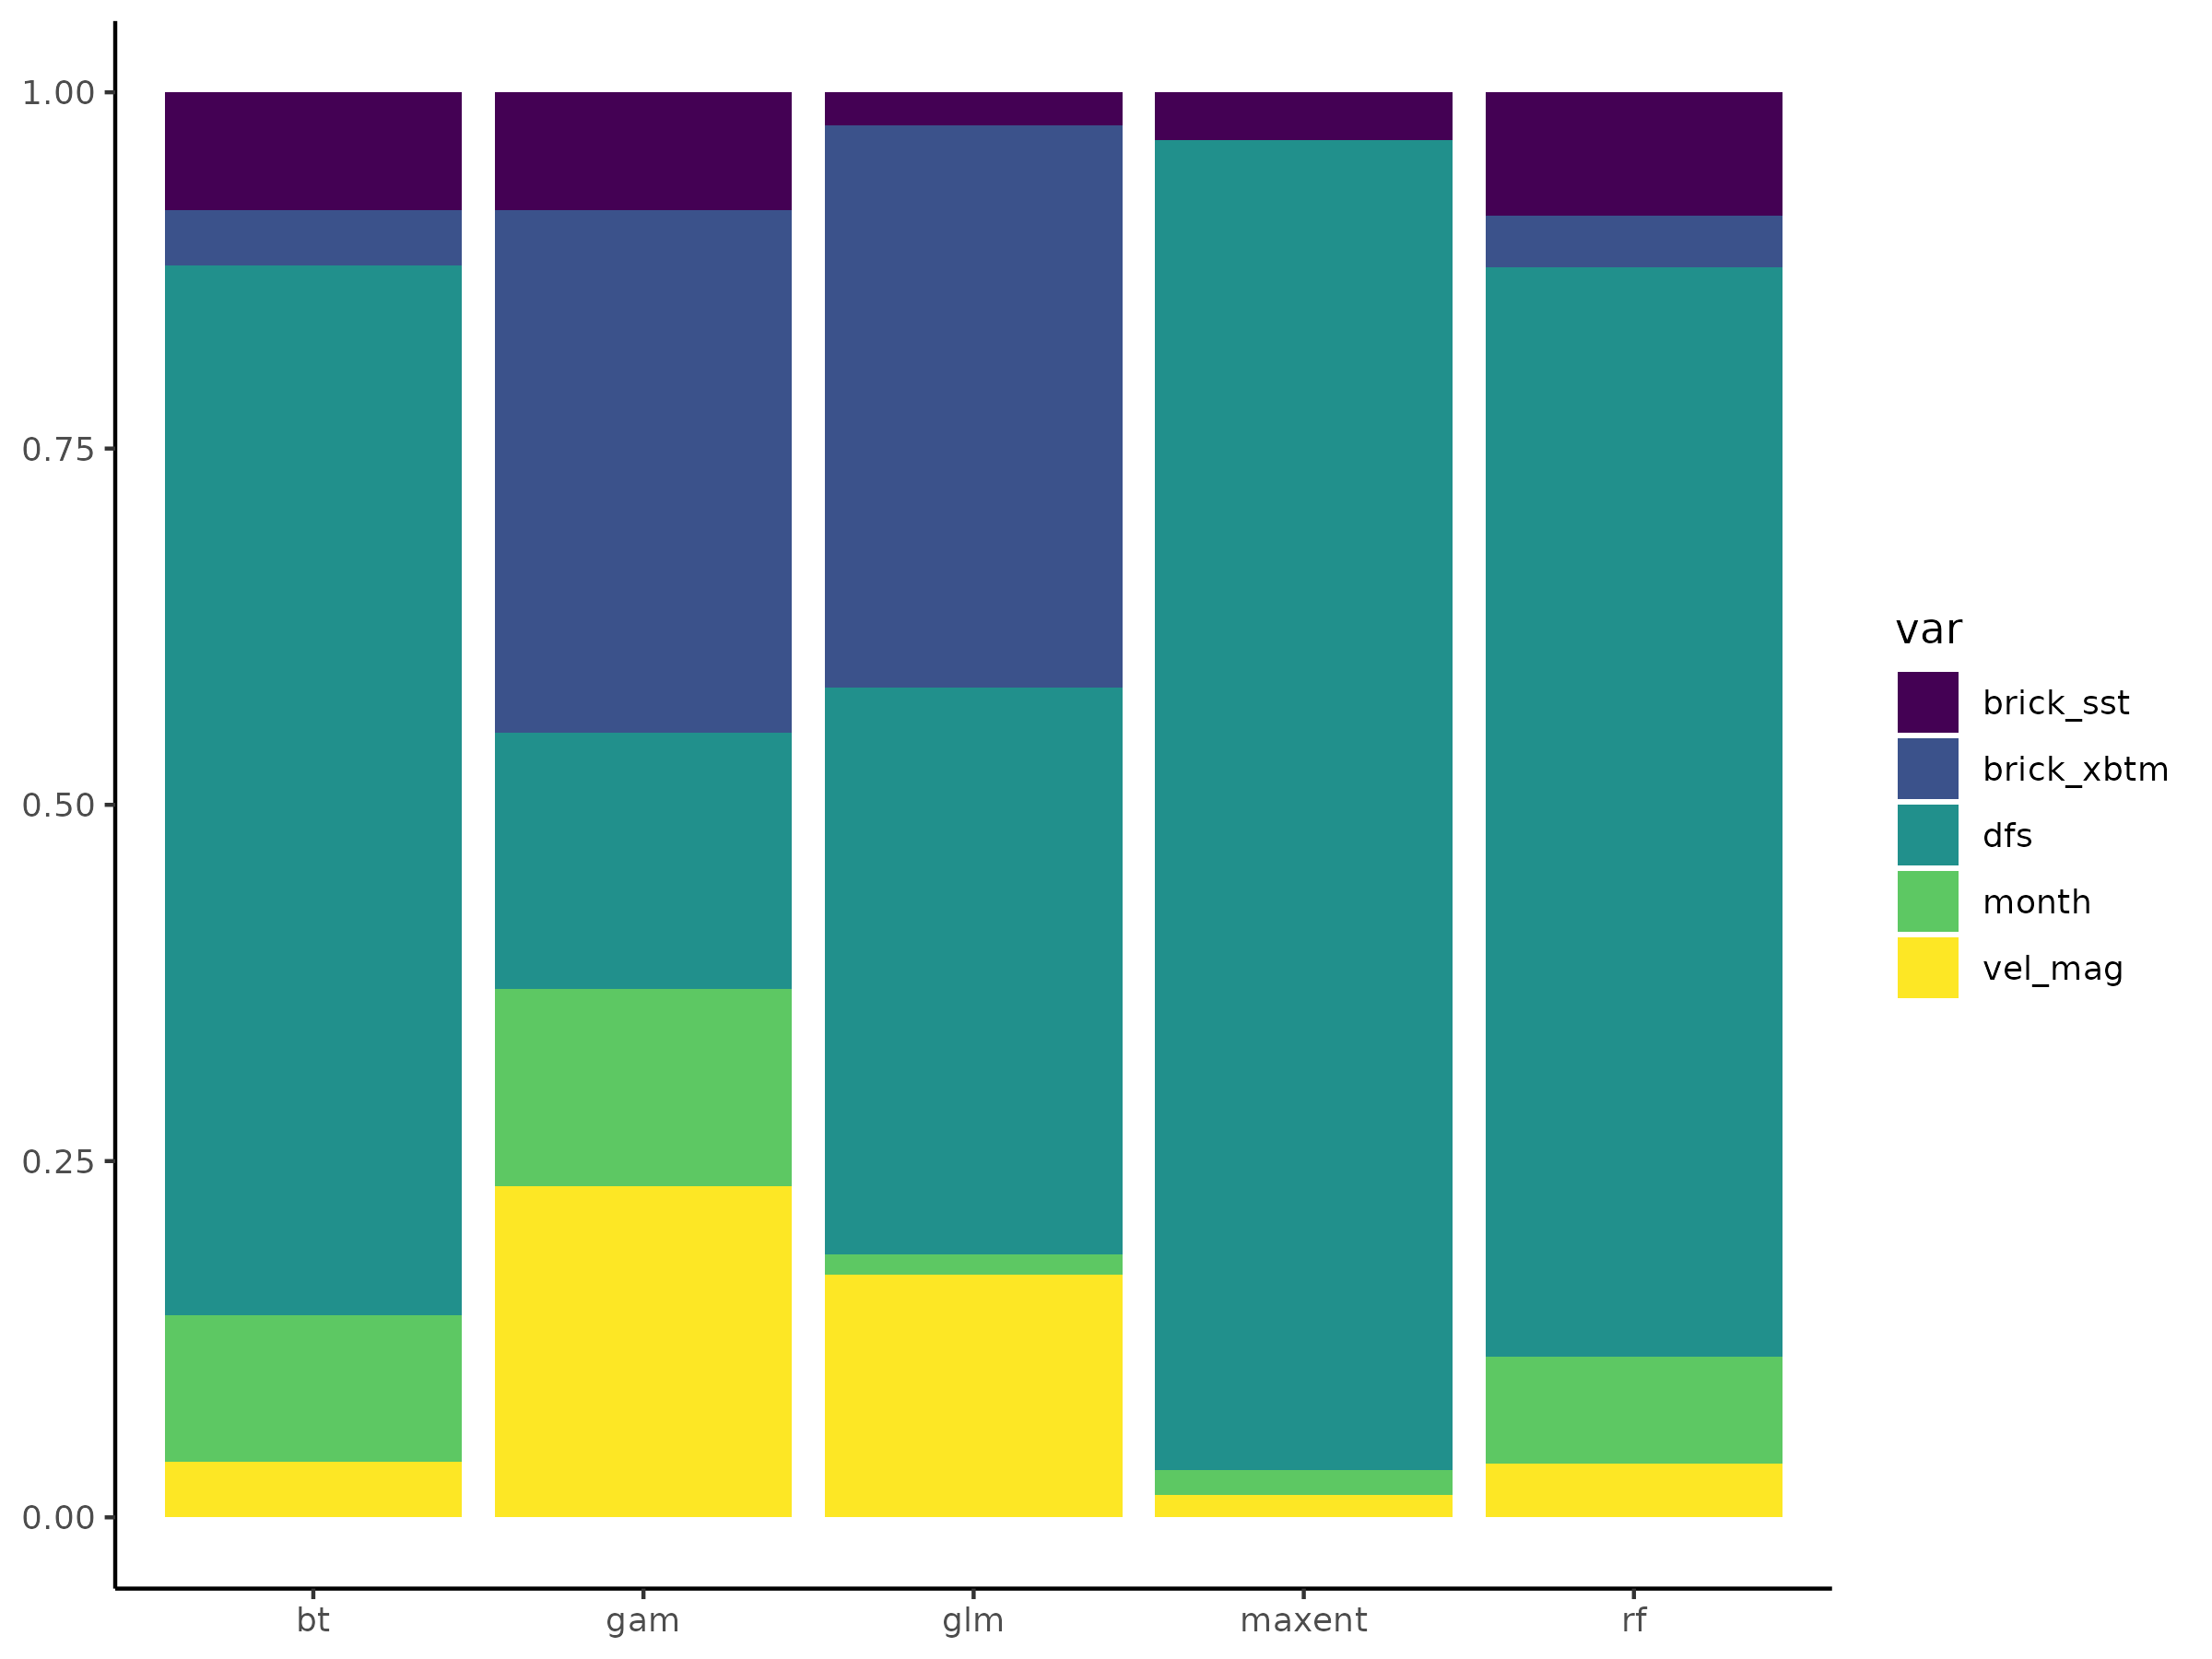 1.00
0.75
0.50
0.25
0.00
bt gam glm maxent rf
var
brick_sst
brick_xbtm
dfs
month
vel_mag